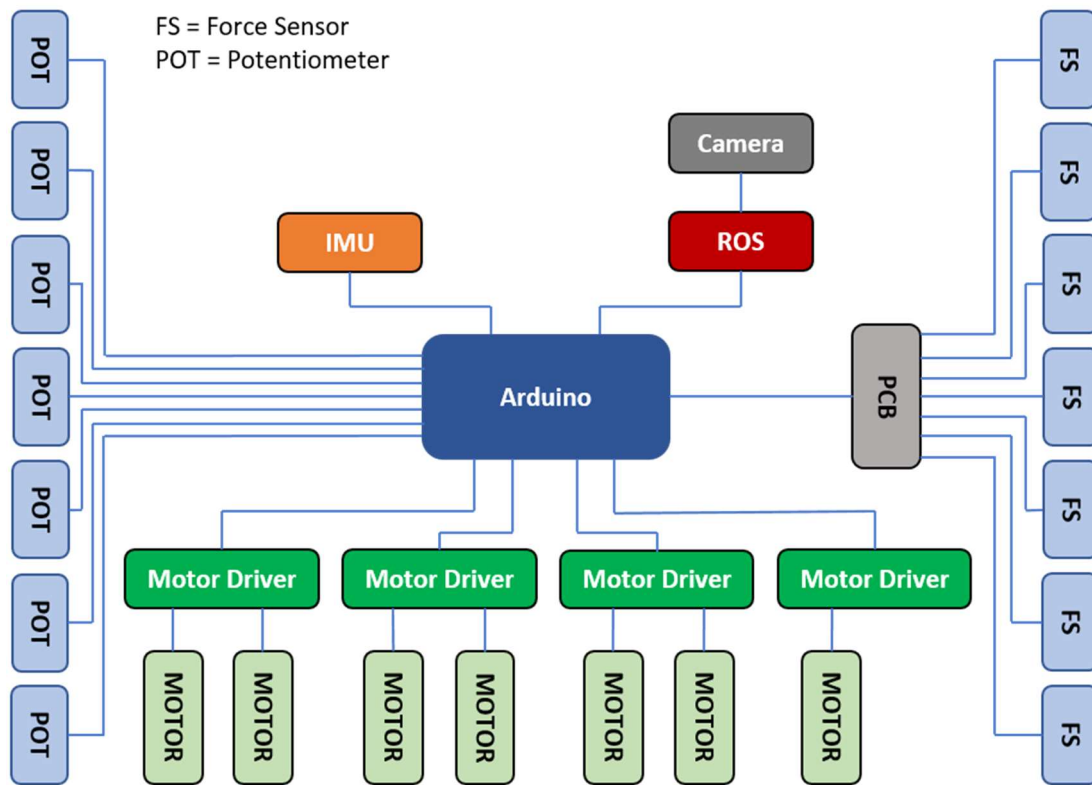 FS = Force Sensor
POT = Potentiometer
POT
POT
POT
POT
POT
POT
POT
Camera
IMU
ROS
Arduino
PCB
FS
FS
FS
FS
FS
FS
FS
Motor Driver
Motor Driver
Motor Driver
Motor Driver
MOTOR
MOTOR
MOTOR
MOTOR
MOTOR
MOTOR
MOTOR